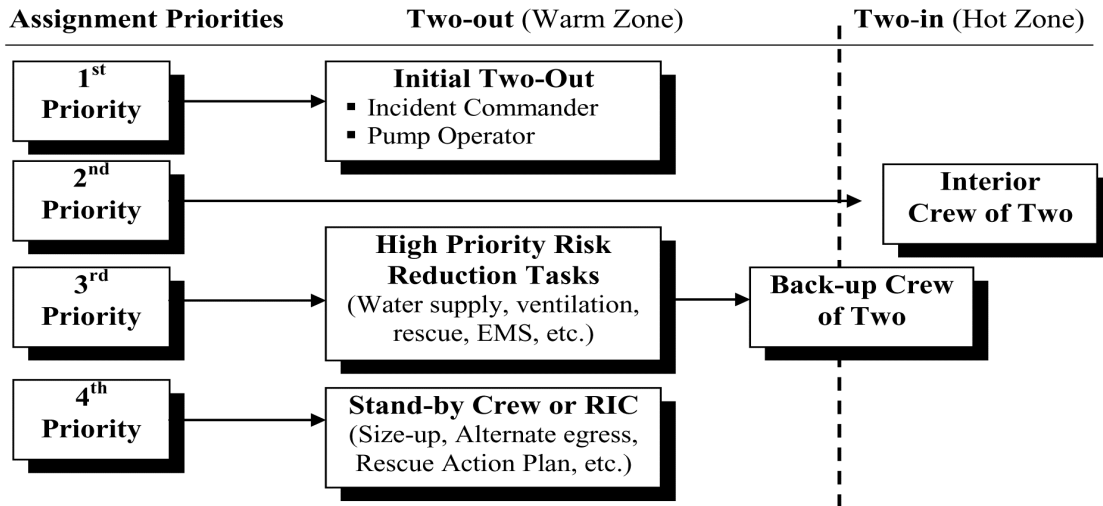 Assignment Priorities Two-out (Warm Zone) Two-in (Hot Zone)
1st
Priority
Initial Two-Out
▪ Incident Commander
▪ Pump Operator
2nd
Priority
Interior
Crew of Two
3rd
Priority
High Priority Risk
Reduction Tasks
(Water supply, ventilation,
rescue, EMS, etc.)
Back-up Crew
of Two
4th
Priority
Stand-by Crew or RIC
(Size-up, Alternate egress,
Rescue Action Plan, etc.)